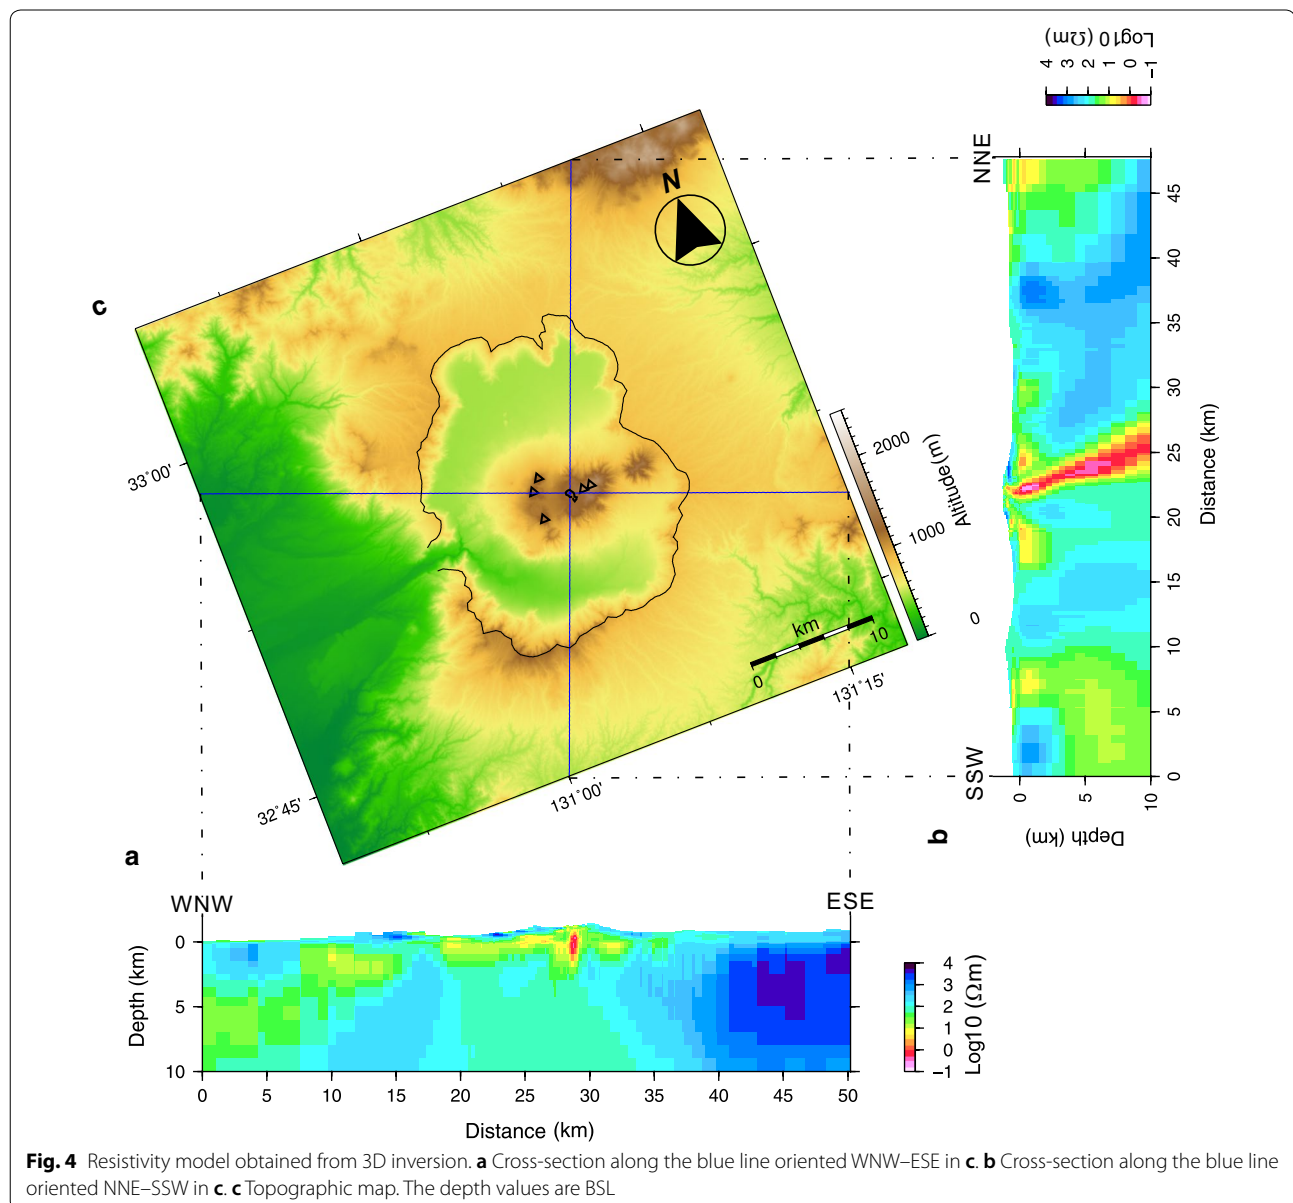 Log10 (Ωm)
4 3 2 1 0 −1
NNE
N
c
45
40
35
30
25
20
15
10
5
0
Distance (km)
2000
1000
0
Altitude(m)
33°00'
km
0 10
131°15'
131°00'
32°45'
SSW
0 5 10
Depth (km)
b
a
WNW
ESE
0
5
10
Depth (km)
4
3
2
1
0
−1
Log10 (Ωm)
0 5 10 15 20 25 30 35 40 45 50
Distance (km)
Fig. 4 Resistivity model obtained from 3D inversion. a Cross-section along the blue line oriented WNW–ESE in c. b Cross-section along the blue line
oriented NNE–SSW in c. c Topographic map. The depth values are BSL